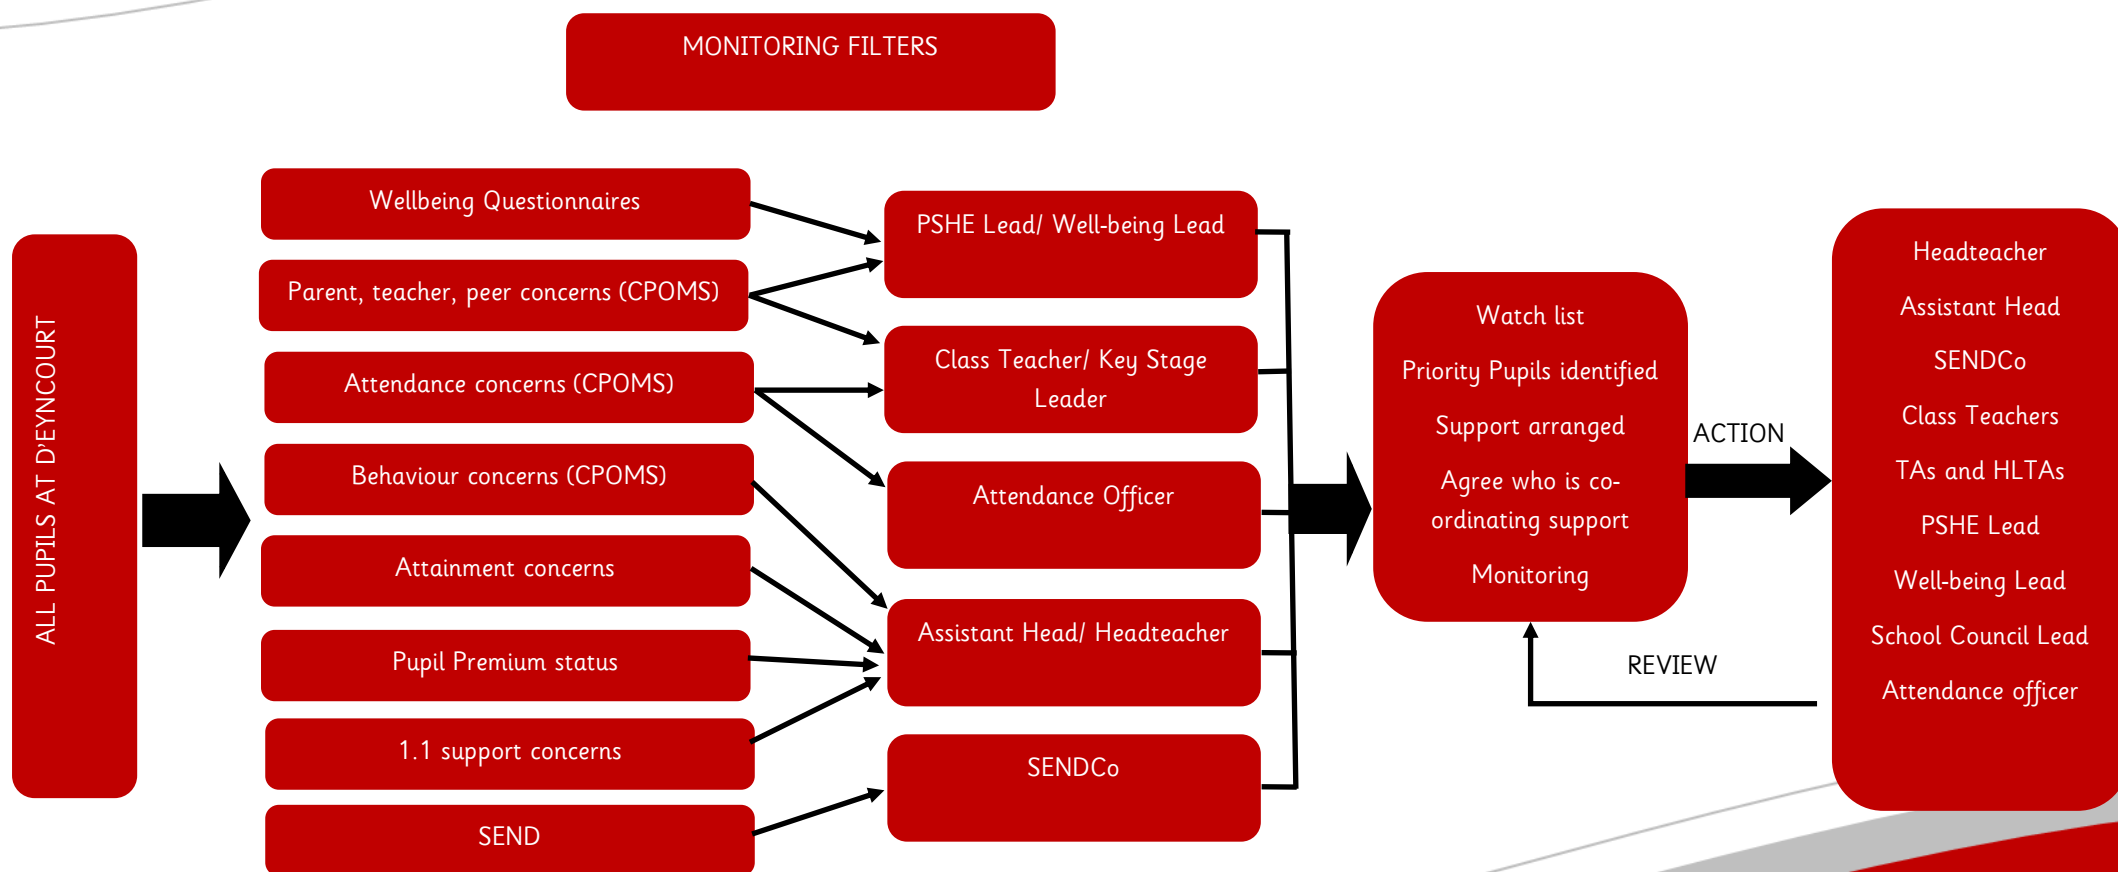 MONITORING FILTERS
ALL PUPILS AT D'EYNCOURT
Wellbeing Questionnaires
Parent, teacher, peer concerns (CPOMS)
Attendance concerns (CPOMS)
Behaviour concerns (CPOMS)
Attainment concerns
Pupil Premium status
1.1 support concerns
SEND
PSHE Lead/ Well-being Lead
Class Teacher/ Key Stage
Leader
Attendance Officer
Assistant Head/ Headteacher
SENDCo
Watch list
Priority Pupils identified
Support arranged
Agree who is co-
ordinating support
Monitoring
ACTION
REVIEW
Headteacher
Assistant Head
SENDCo
Class Teachers
TAs and HLTAs
PSHE Lead
Well-being Lead
School Council Lead
Attendance officer